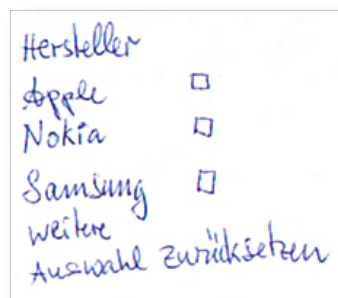 Hersteller
Apple ☐
Nokia ☐
Samsung ☐
weitere
Auswahl zurücksetzen